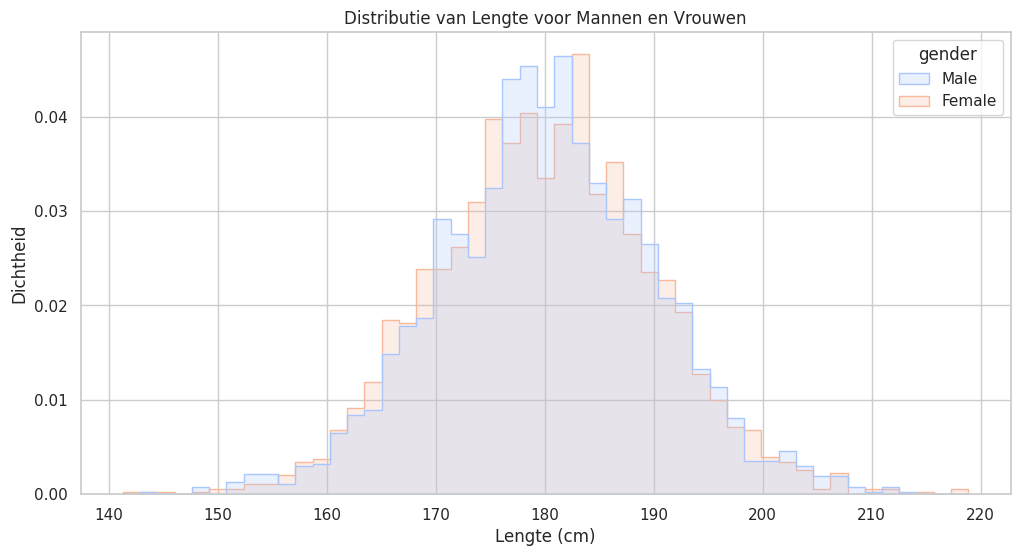 Distributie van Lengte voor Mannen en Vrouwen
gender
Male
Female
Dichtheid
0.04
0.03
0.02
0.01
0.00
140 150 160 170 180 190 200 210 220
Lengte (cm)